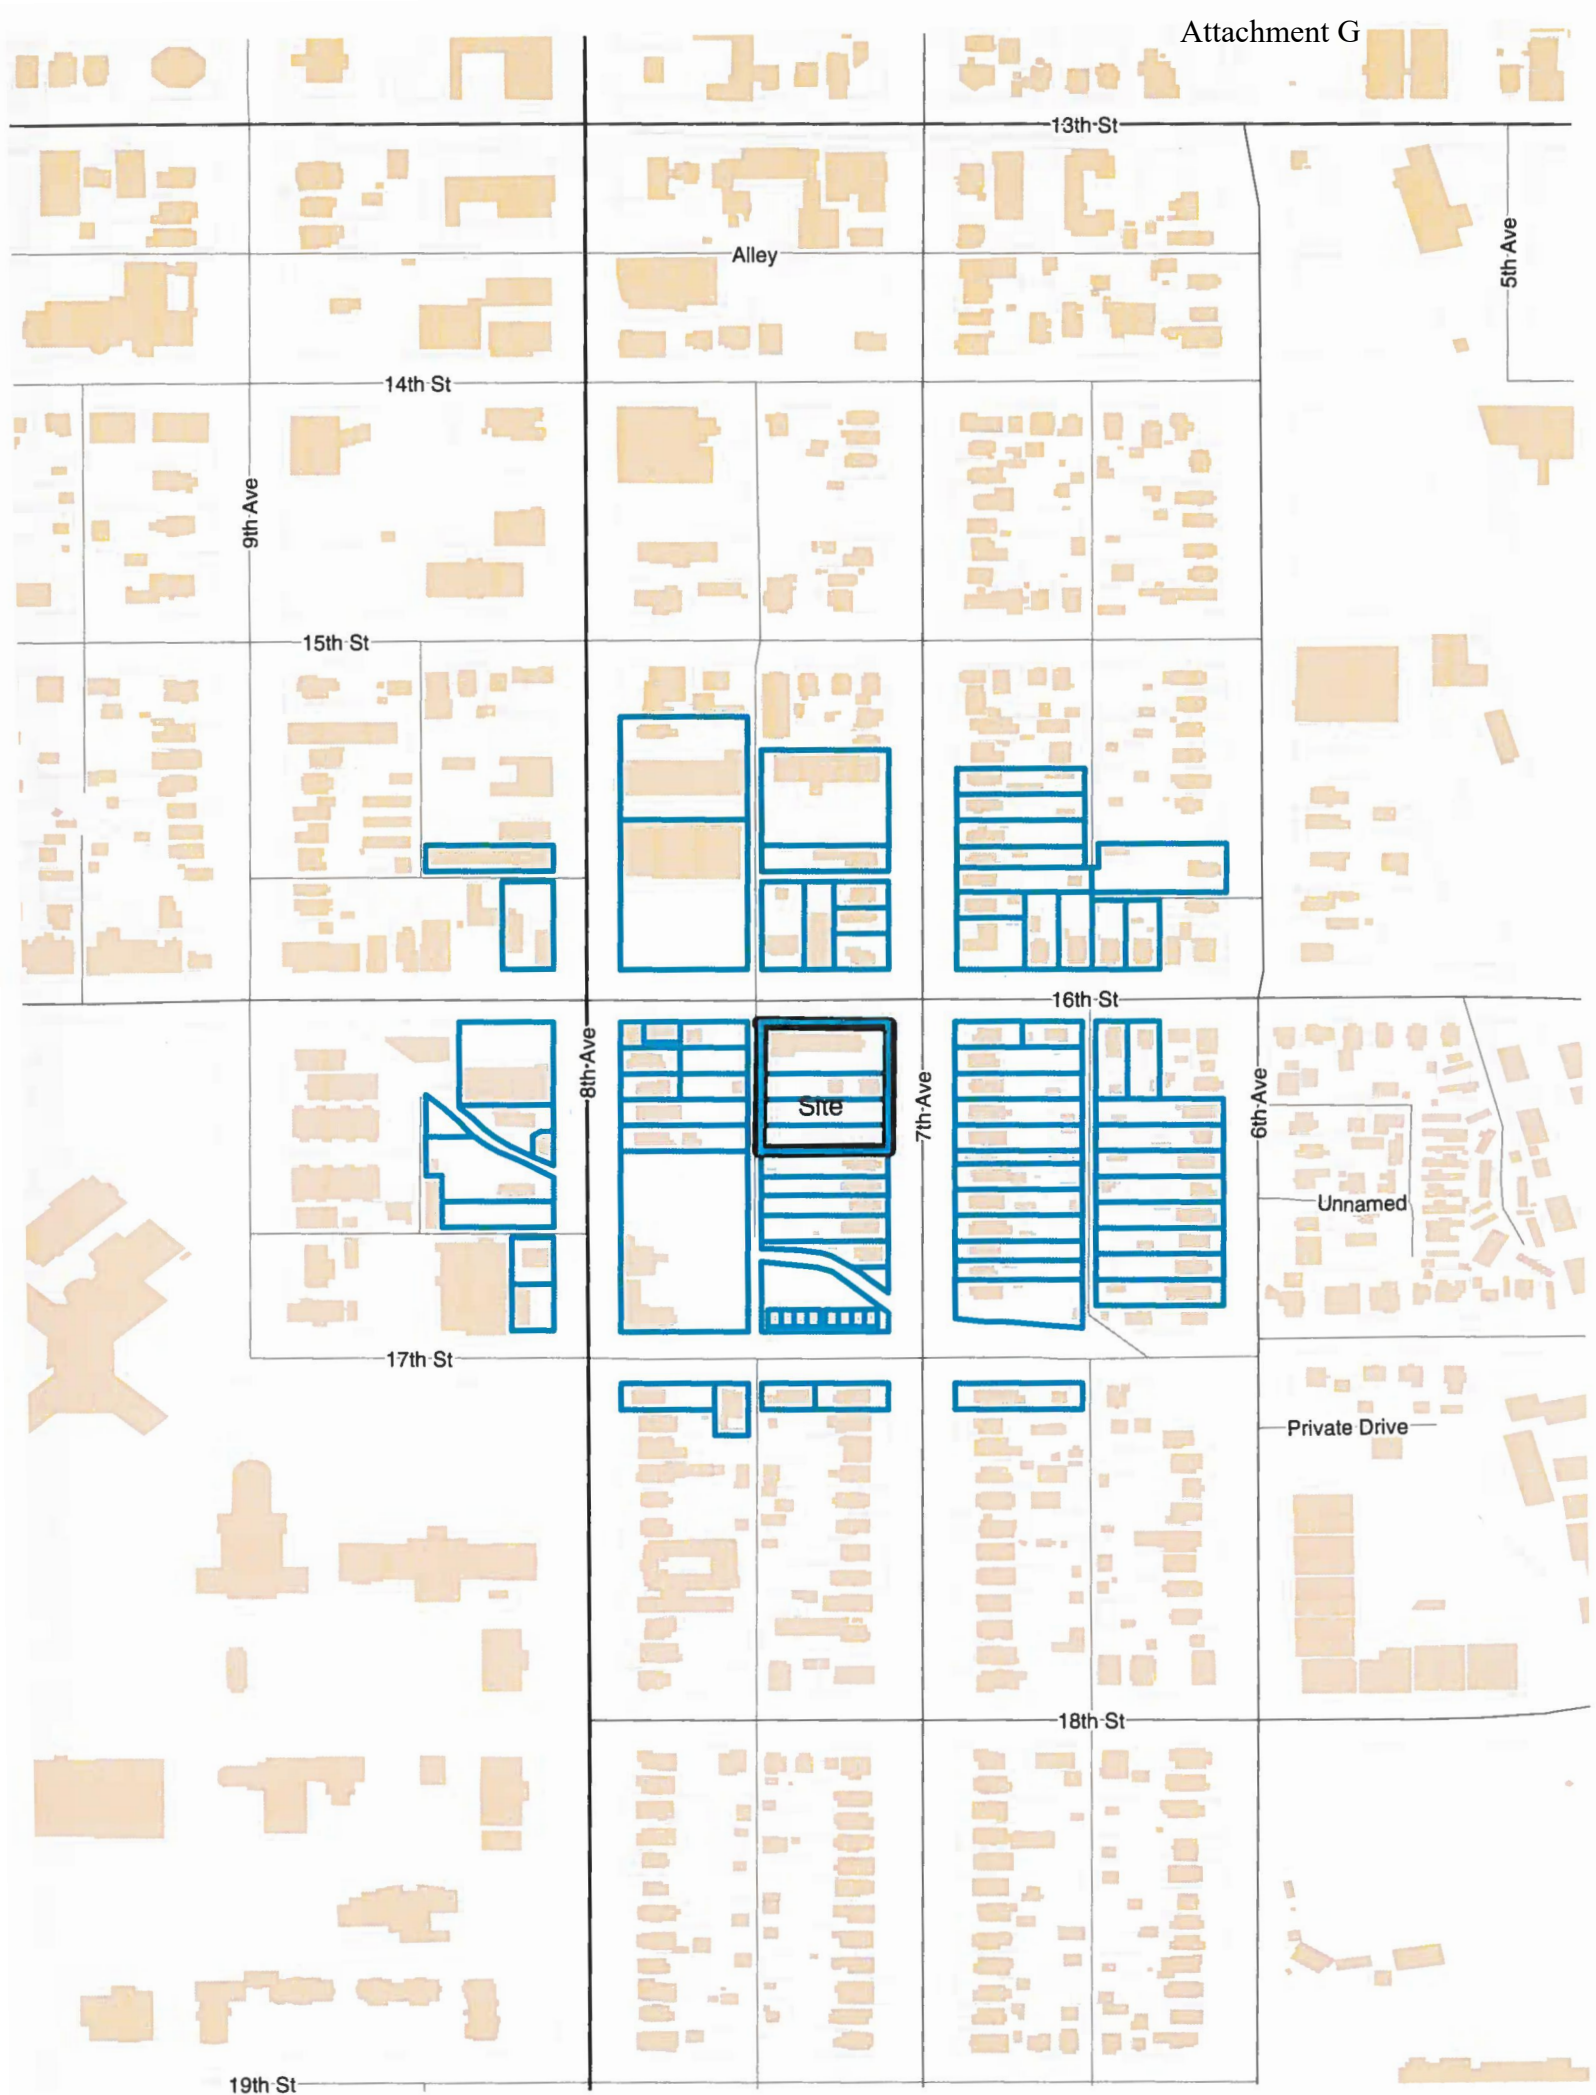 Attachment G
13th St
Alley
5th Ave
14th St
9th Ave
15th St
16th St
8th Ave
Site
7th Ave
6th Ave
Unnamed
17th St
Private Drive
18th St
19th St